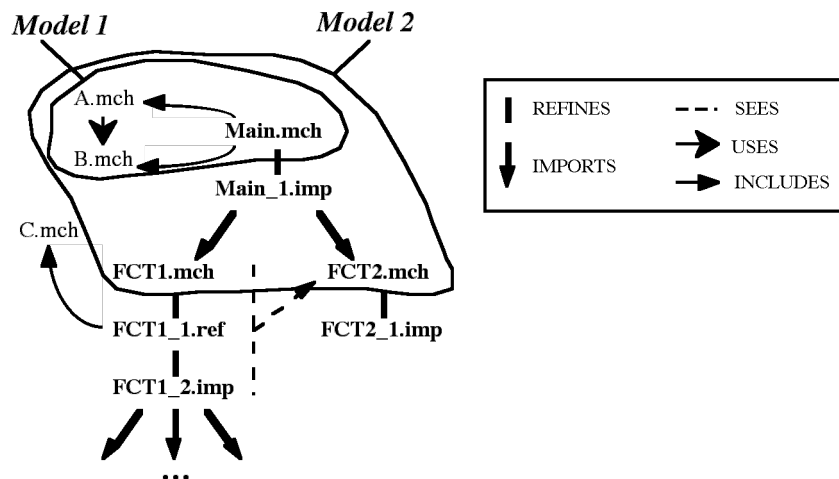 Model 1
Model 2
A.mch
Main.mch
B.mch
Main_1.imp
C.mch
FCT1.mch
FCT2.mch
FCT1_1.ref
FCT2_1.imp
FCT1_2.imp
...
REFINES
SEES
USES
IMPORTS
INCLUDES